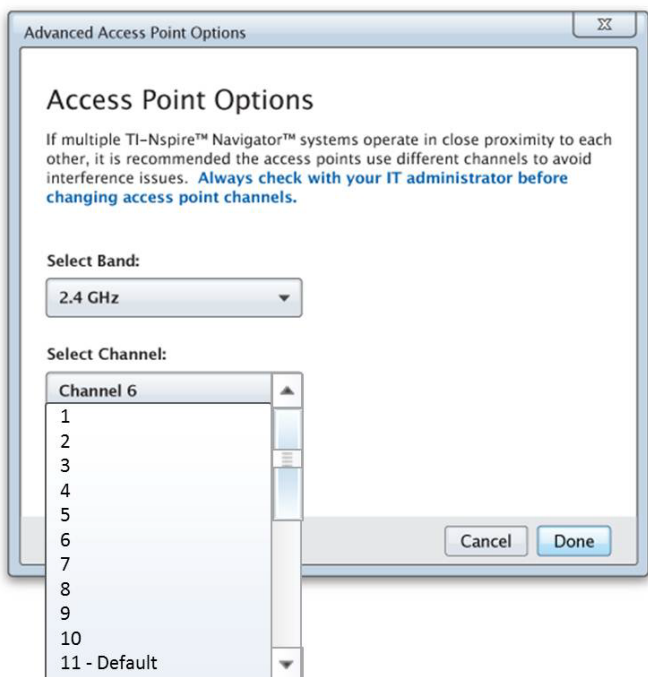 Advanced Access Point Options
Access Point Options
If multiple TI-Nspire™ Navigator™ systems operate in close proximity to each
other, it is recommended the access points use different channels to avoid
interference issues. Always check with your IT administrator before
changing access point channels.
Select Band:
2.4 GHz
Select Channel:
Channel 6
1
2
3
4
5
6
7
8
9
10
11 - Default
Cancel
Done